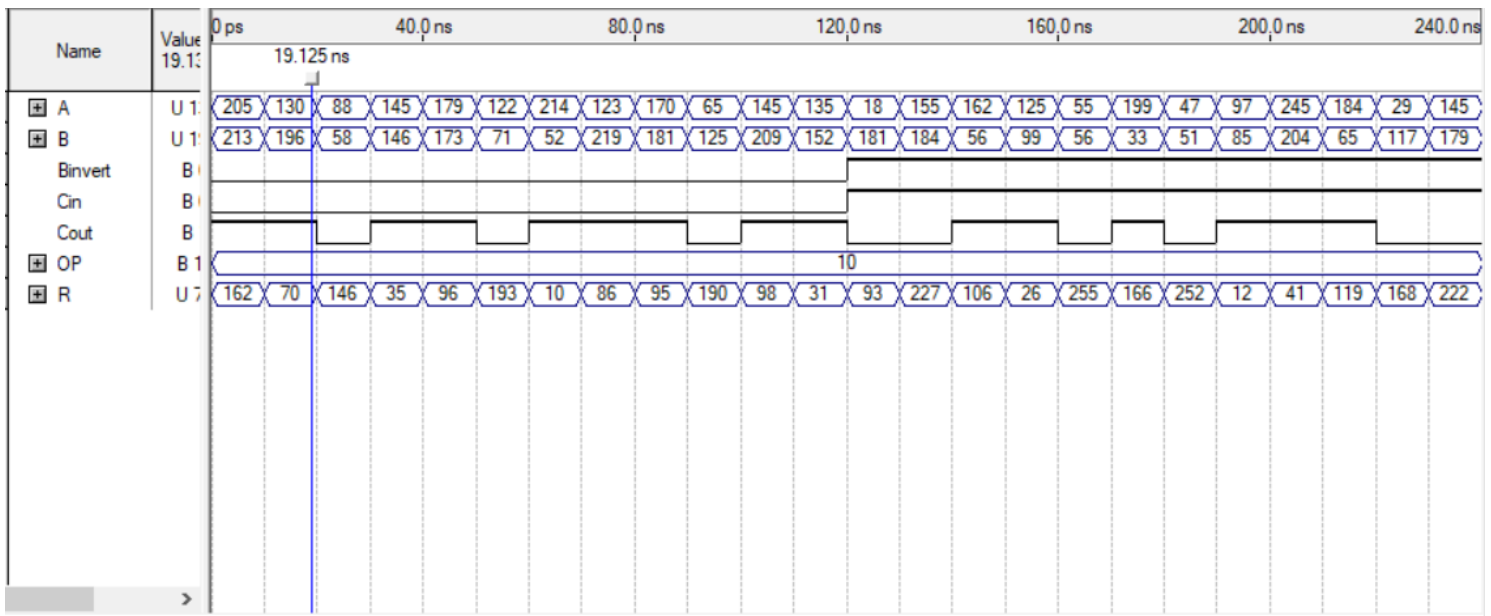 Name
Value
19.13
0 ps 40.0 ns 80.0 ns 120.0 ns 160.0 ns 200.0 ns 240.0 ns
19.125 ns
A U 205 130 88 145 179 122 214 123 170 65 145 135 18 155 162 125 55 199 47 97 245 184 29 145
B U 213 196 58 146 173 71 52 219 181 125 209 152 181 184 56 99 56 33 51 85 204 65 117 179
Binvert B
Cin B
Cout B
OP B 1 10
R U 7 162 70 146 35 96 193 10 86 95 190 98 31 93 227 106 26 255 166 252 12 41 119 168 222